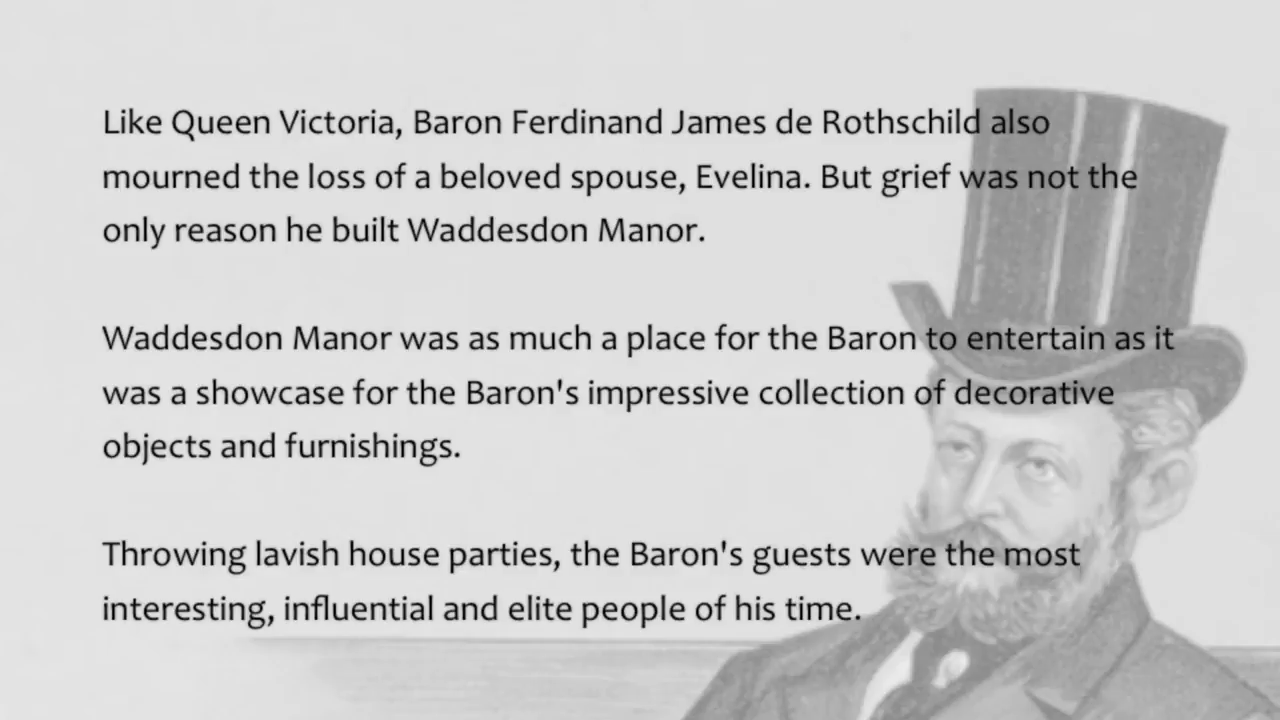 Like Queen Victoria, Baron Ferdinand James de Rothschild also
mourned the loss of a beloved spouse, Evelina. But grief was not the
only reason he built Waddesdon Manor.
Waddesdon Manor was as much a place for the Baron to entertain as it
was a showcase for the Baron's impressive collection of decorative
objects and furnishings.
Throwing lavish house parties, the Baron's guests were the most
interesting, influential and elite people of his time.